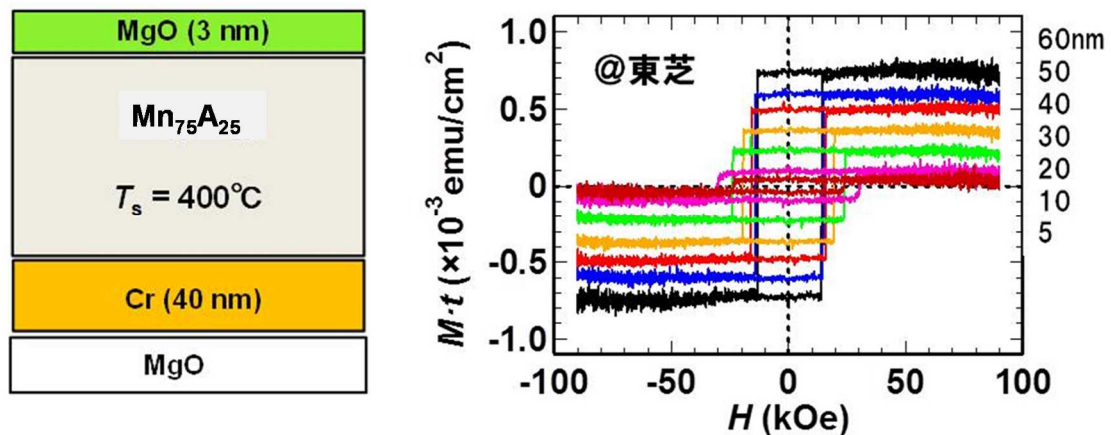 MgO (3 nm)
Mn₇₅A₂₅
Tₛ = 400°C
Cr (40 nm)
MgO
M·t (×10⁻³emu/cm²)
1.0
0.5
0
-0.5
-1.0
@東芝
60nm
50
40
30
20
10
5
-100
-50
0
50
100
H (kOe)